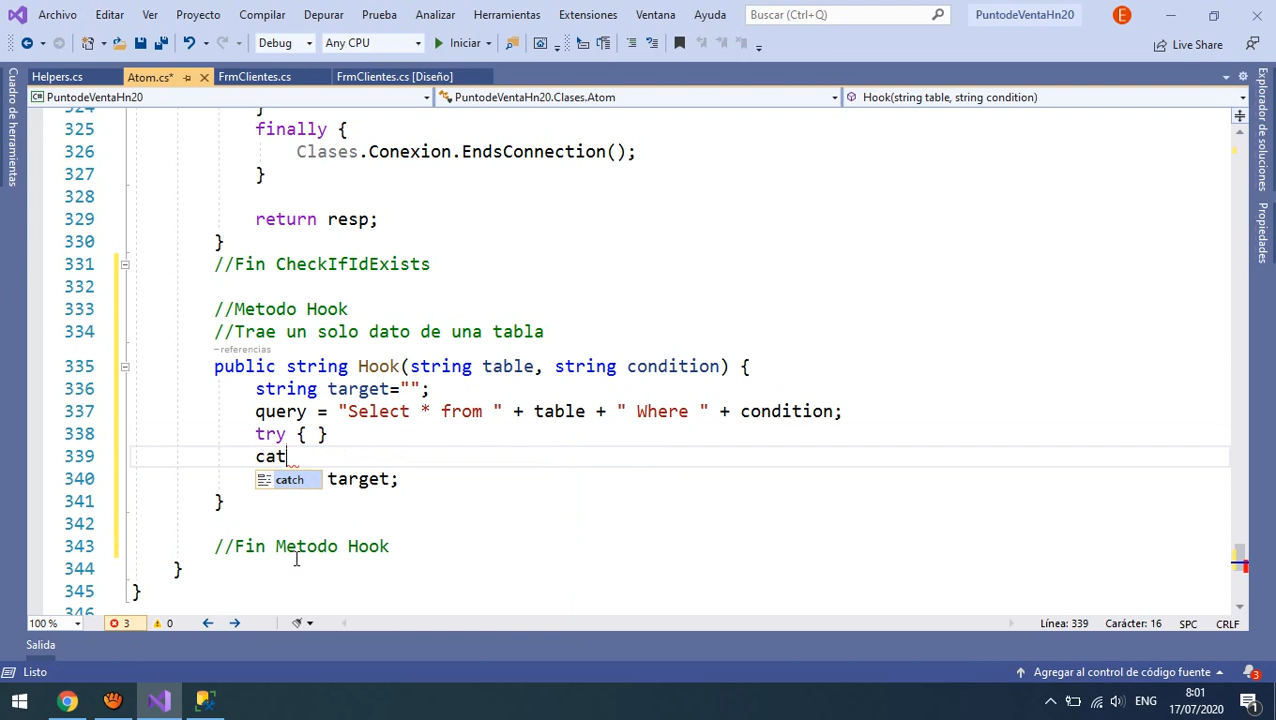 Archivo Editar Ver Proyecto Compilar Depurar Prueba Analizar Herramientas Extensiones Ventana Ayuda Buscar (Ctrl+Q) PuntodeVentaHn20 E
Debug Any CPU Iniciar Live Share
Helpers.cs Atom.cs* FrmClientes.cs FrmClientes.cs [Diseño]
PuntodeVentaHn20 PuntodeVentaHn20.Clases.Atom Hook(string table, string condition)
Cuadro de herramientas
Explorador de soluciones
Propiedades
324 }
325 finally {
326 Clases.Conexion.EndsConnection();
327 }
328
329 return resp;
330 }
331 //Fin CheckIfIdExists
332
333 //Metodo Hook
334 //Trae un solo dato de una tabla
- referencias
335 public string Hook(string table, string condition) {
336 string target="";
337 query = "Select * from " + table + " Where " + condition;
338 try { }
339 cat
340 catch target;
341 }
342
343 //Fin Metodo Hook
344 }
345 }
346
100 % 3 0 Línea: 339 Carácter: 16 SPC CRLF
Salida
Listo Agregar al control de código fuente 3
ENG 8:01
17/07/2020 1